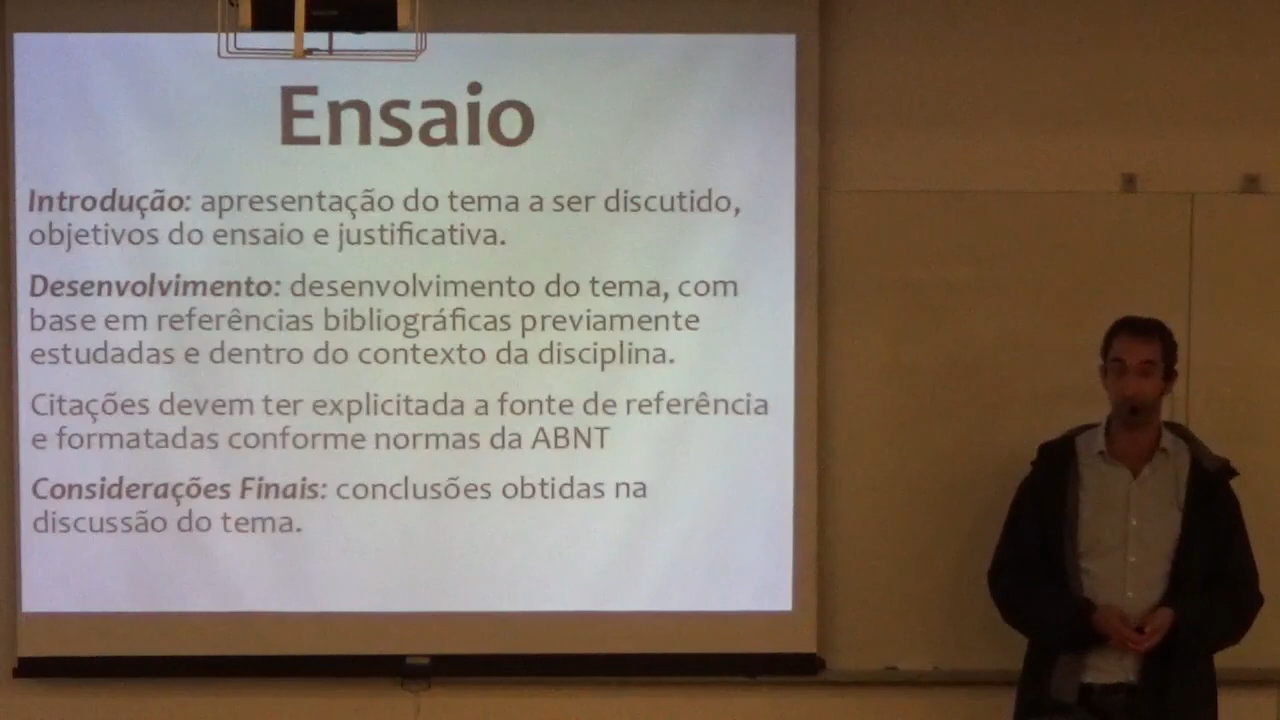 Ensaio
Introdução: apresentação do tema a ser discutido,
objetivos do ensaio e justificativa.
Desenvolvimento: desenvolvimento do tema, com
base em referências bibliográficas previamente
estudadas e dentro do contexto da disciplina.
Citações devem ter explicitada a fonte de referência
e formatadas conforme normas da ABNT
Considerações Finais: conclusões obtidas na
discussão do tema.